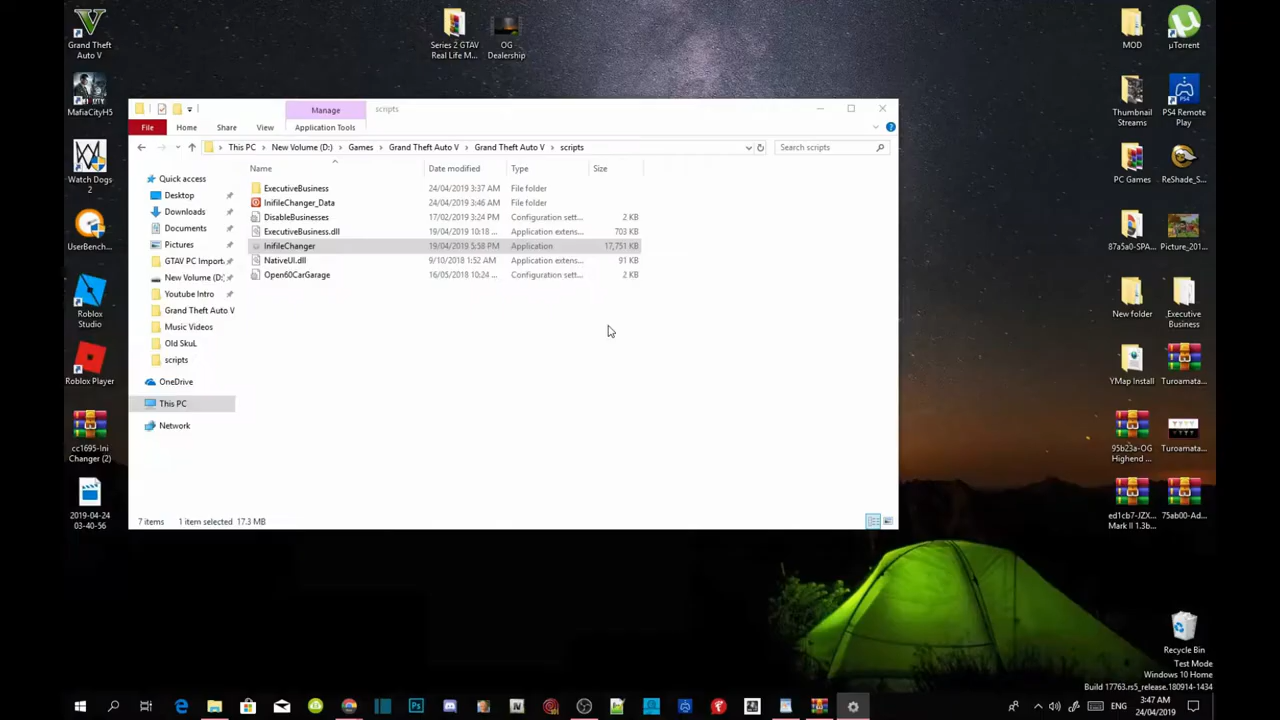 Grand Theft
Auto V
Series 2 GTAV
Real Life M...
OG
Dealership
MOD
µTorrent
MafiaCityH5
Thumbnail
Streams
PS4 Remote
Play
Watch Dogs
2
PC Games
ReShade_S...
UserBench...
87a5a0-SPA...
Picture_201...
Roblox
Studio
New folder
Executive
Business
Roblox Player
YMap Install
Turoamata...
cc1695-Ini
Changer (2)
95b23a-OG
Highend ...
Turoamata...
2019-04-24
03-40-56
ed1cb7-JZX...
Mark II 1.3b...
75ab00-Ad...
Manage
scripts
File
Home
Share
View
Application Tools
This PC > New Volume (D:) > Games > Grand Theft Auto V > Grand Theft Auto V > scripts
Search scripts
Name
Date modified
Type
Size
Quick access
Desktop
Downloads
Documents
Pictures
GTAV PC Import...
New Volume (D:)
Youtube Intro
Grand Theft Auto V
Music Videos
Old SkuL
scripts
OneDrive
This PC
Network
ExecutiveBusiness 24/04/2019 3:37 AM File folder
InifileChanger_Data 24/04/2019 3:46 AM File folder
DisableBusinesses 17/02/2019 3:24 PM Configuration sett... 2 KB
ExecutiveBusiness.dll 19/04/2019 10:18 ... Application extens... 703 KB
InifileChanger 19/04/2019 5:58 PM Application 17,751 KB
NativeUI.dll 9/10/2018 1:52 AM Application extens... 91 KB
Open60CarGarage 16/05/2018 10:24 ... Configuration sett... 2 KB
7 items 1 item selected 17.3 MB
Recycle Bin
Test Mode
Windows 10 Home
Build 17763.rs5_release.180914-1434
ENG
3:47 AM
24/04/2019